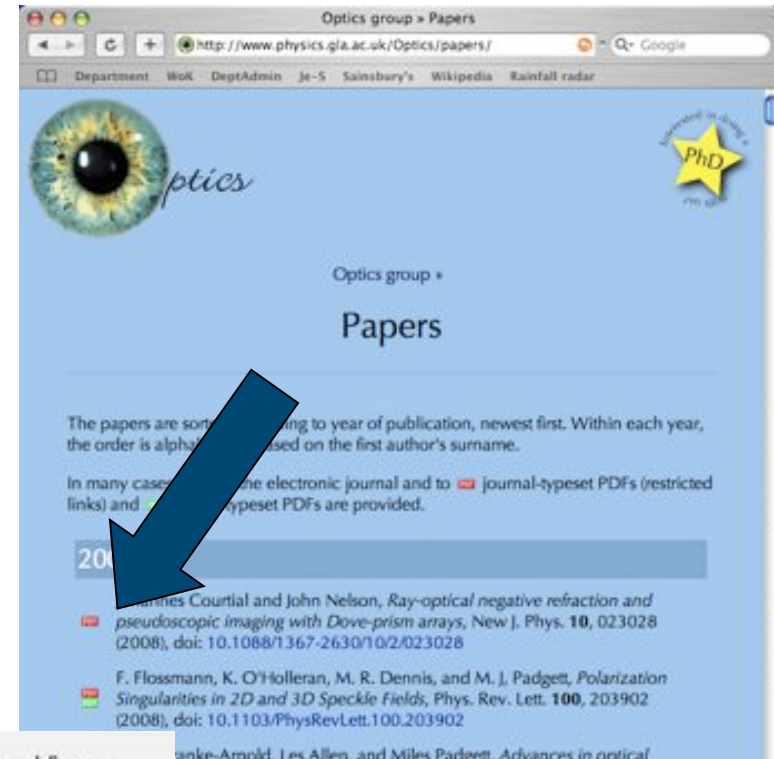 Optics group » Papers
http://www.physics.gla.ac.uk/Optics/papers/
Google
Department WoK DeptAdmin Je-S Sainsbury's Wikipedia Rainfall radar
ptics
Interested in doing a
PhD
Optics group »
Papers
The papers are sort ing to year of publication, newest first. Within each year,
the order is alpha ased on the first author's surname.
In many cases the electronic journal and to journal-typeset PDFs (restricted
links) and typeset PDFs are provided.
20
Courtial and John Nelson, Ray-optical negative refraction and
pseudoscopic imaging with Dove-prism arrays, New J. Phys. 10, 023028
(2008), doi: 10.1088/1367-2630/10/2/023028
F. Flossmann, K. O'Holleran, M. R. Dennis, and M. J. Padgett, Polarization
Singularities in 2D and 3D Speckle Fields, Phys. Rev. Lett. 100, 203902
(2008), doi: 10.1103/PhysRevLett.100.203902
ranke-Arnold, Les Allen, and Miles Padgett, Advances in optical